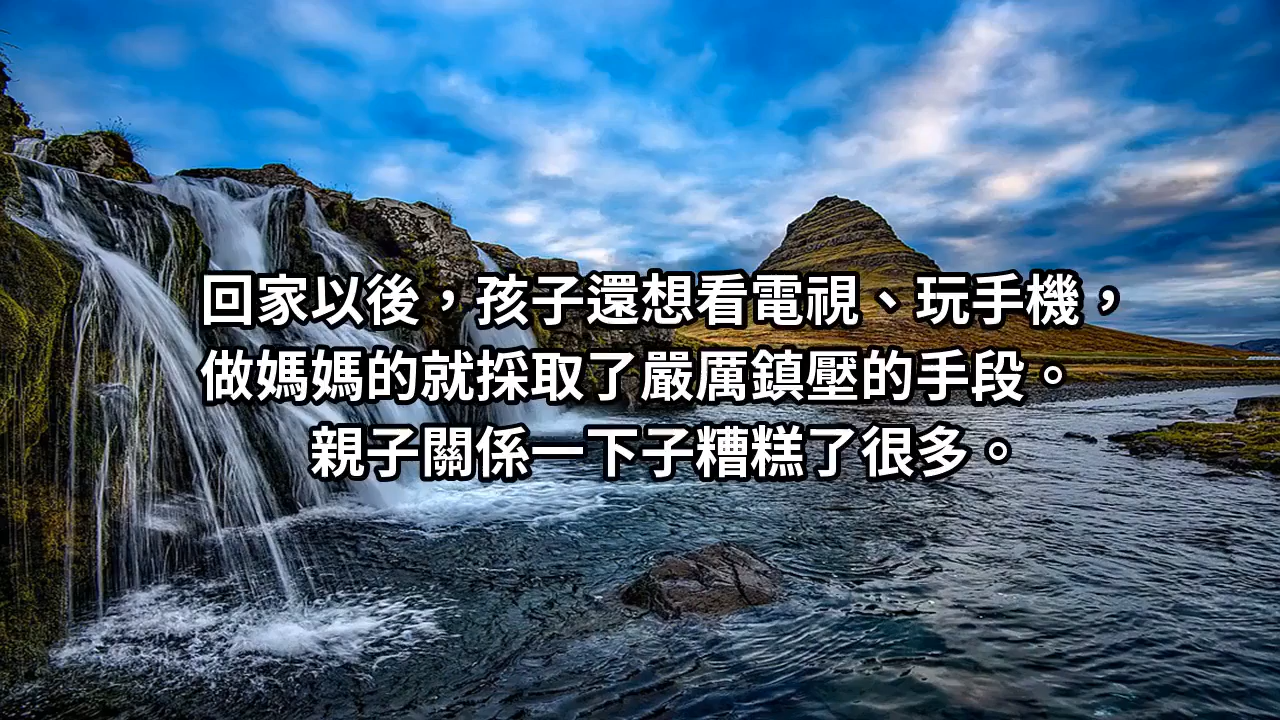 回家以後，孩子還想看電視、玩手機，
做媽媽的就採取了嚴厲鎮壓的手段。
親子關係一下子糟糕了很多。